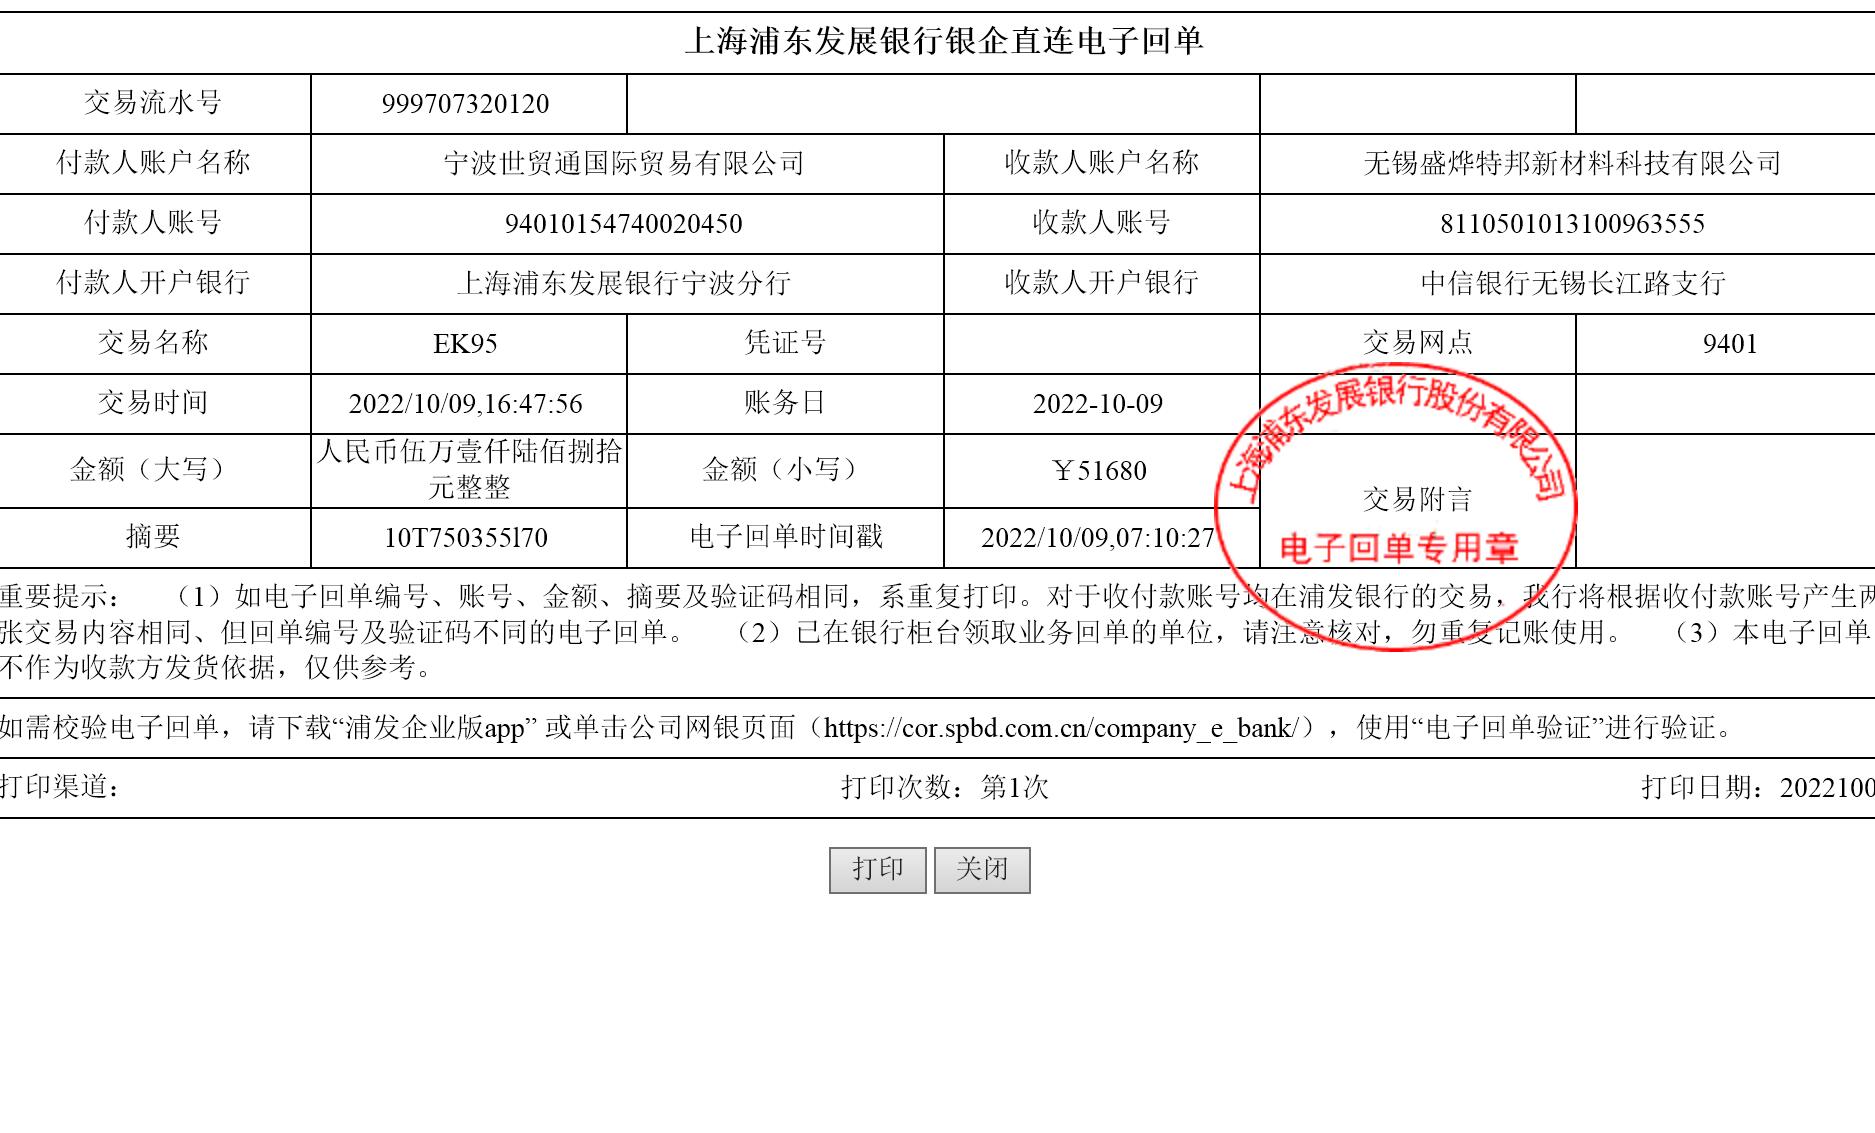 上海浦东发展银行银企直连电子回单
交易流水号 999707320120
付款人账户名称 宁波世贸通国际贸易有限公司 收款人账户名称 无锡盛烨特邦新材料科技有限公司
付款人账号 94010154740020450 收款人账号 8110501013100963555
付款人开户银行 上海浦东发展银行宁波分行 收款人开户银行 中信银行无锡长江路支行
交易名称 EK95 凭证号 交易网点 9401
交易时间 2022/10/09,16:47:56 账务日 2022-10-09
金额（大写） 人民币伍万壹仟陆佰捌拾
元整整 金额（小写） ￥51680 交易附言
摘要 10T750355l70 电子回单时间戳 2022/10/09,07:10:27
上海浦东发展银行股份有限公司
电子回单专用章
重要提示： （1）如电子回单编号、账号、金额、摘要及验证码相同，系重复打印。对于收付款账号均在浦发银行的交易，我行将根据收付款账号产生两
张交易内容相同、但回单编号及验证码不同的电子回单。 （2）已在银行柜台领取业务回单的单位，请注意核对，勿重复记账使用。 （3）本电子回单
不作为收款方发货依据，仅供参考。
如需校验电子回单，请下载“浦发企业版app” 或单击公司网银页面（https://cor.spbd.com.cn/company_e_bank/），使用“电子回单验证”进行验证。
打印渠道： 打印次数：第1次 打印日期：2022100
打印 关闭